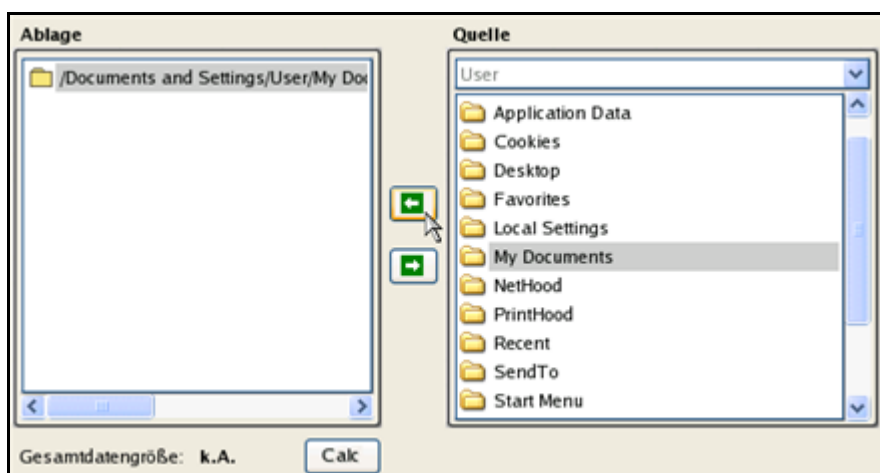 Ablage
/Documents and Settings/User/My Doc
Gesamtdatengröße: k.A.
Calc
Quelle
User
Application Data
Cookies
Desktop
Favorites
Local Settings
My Documents
NetHood
PrintHood
Recent
SendTo
Start Menu